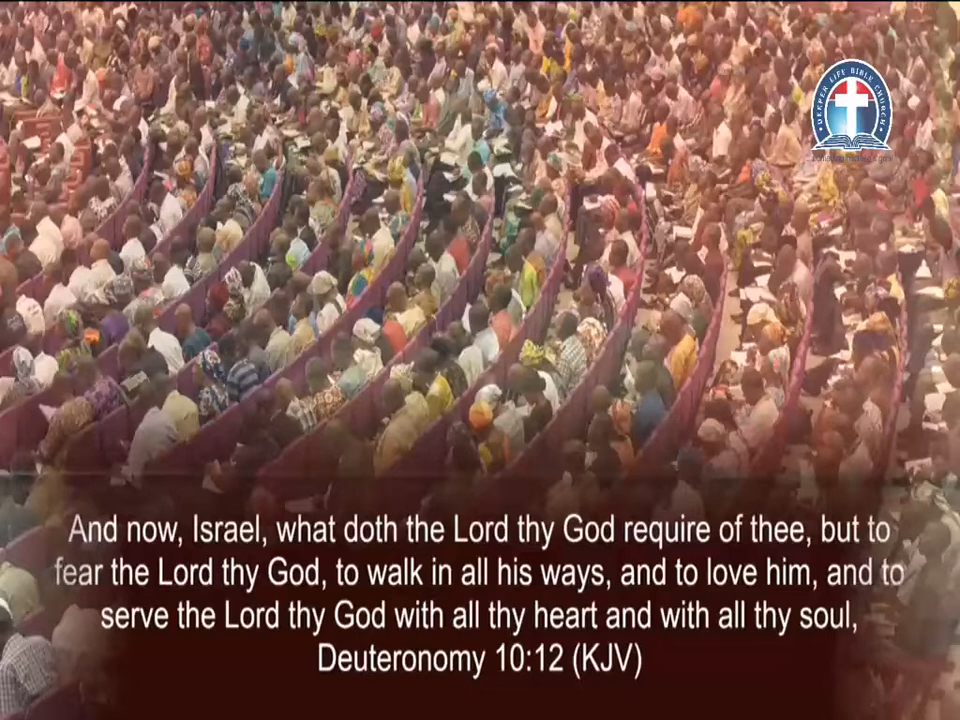 DEEPER LIFE BIBLE CHURCH
And now, Israel, what doth the Lord thy God require of thee, but to
fear the Lord thy God, to walk in all his ways, and to love him, and to
serve the Lord thy God with all thy heart and with all thy soul,
Deuteronomy 10:12 (KJV)